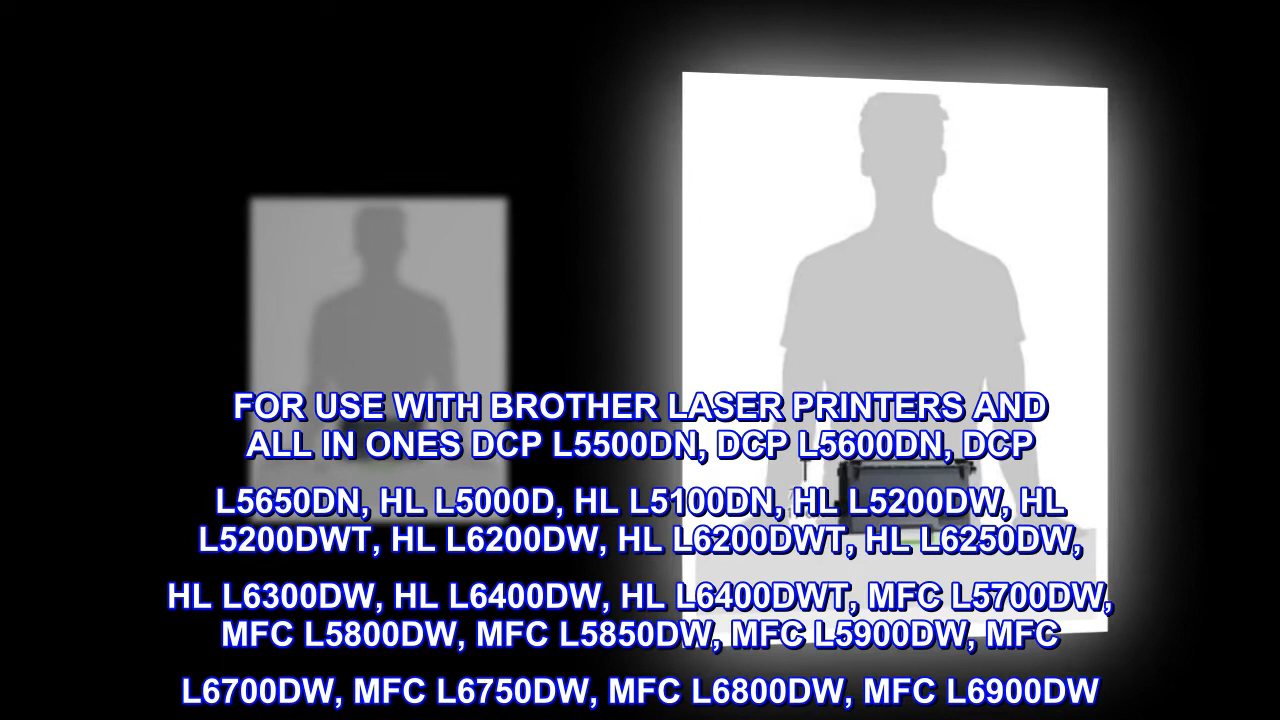 FOR USE WITH BROTHER LASER PRINTERS AND
ALL IN ONES DCP L5500DN, DCP L5600DN, DCP
L5650DN, HL L5000D, HL L5100DN, HL L5200DW, HL
L5200DWT, HL L6200DW, HL L6200DWT, HL L6250DW,
HL L6300DW, HL L6400DW, HL L6400DWT, MFC L5700DW,
MFC L5800DW, MFC L5850DW, MFC L5900DW, MFC
L6700DW, MFC L6750DW, MFC L6800DW, MFC L6900DW